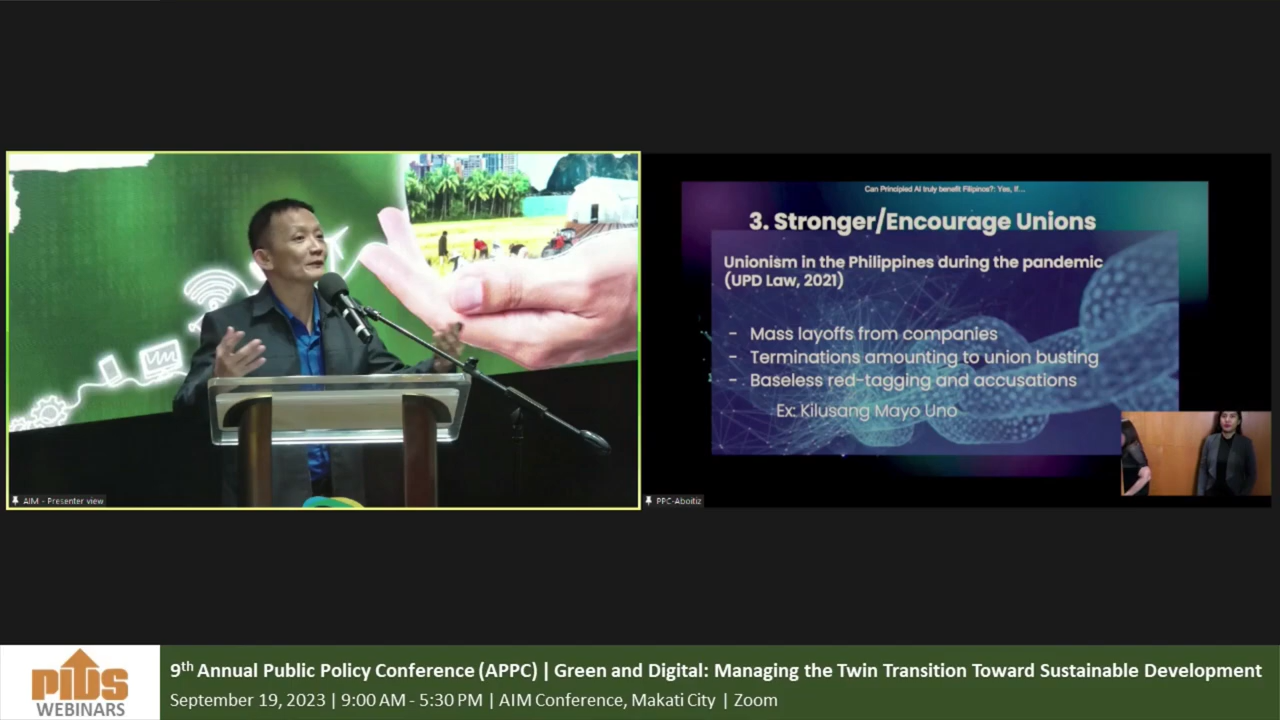 Can Principled AI truly benefit Filipinos?: Yes, If...
3. Stronger/Encourage Unions
Unionism in the Philippines during the pandemic
(UPD Law, 2021)
- Mass layoffs from companies
- Terminations amounting to union busting
- Baseless red-tagging and accusations
Ex: Kilusang Mayo Uno
AIM - Presenter view
PPC-Aboitiz
PIDS
WEBINARS
9th Annual Public Policy Conference (APPC) | Green and Digital: Managing the Twin Transition Toward Sustainable Development
September 19, 2023 | 9:00 AM - 5:30 PM | AIM Conference, Makati City | Zoom